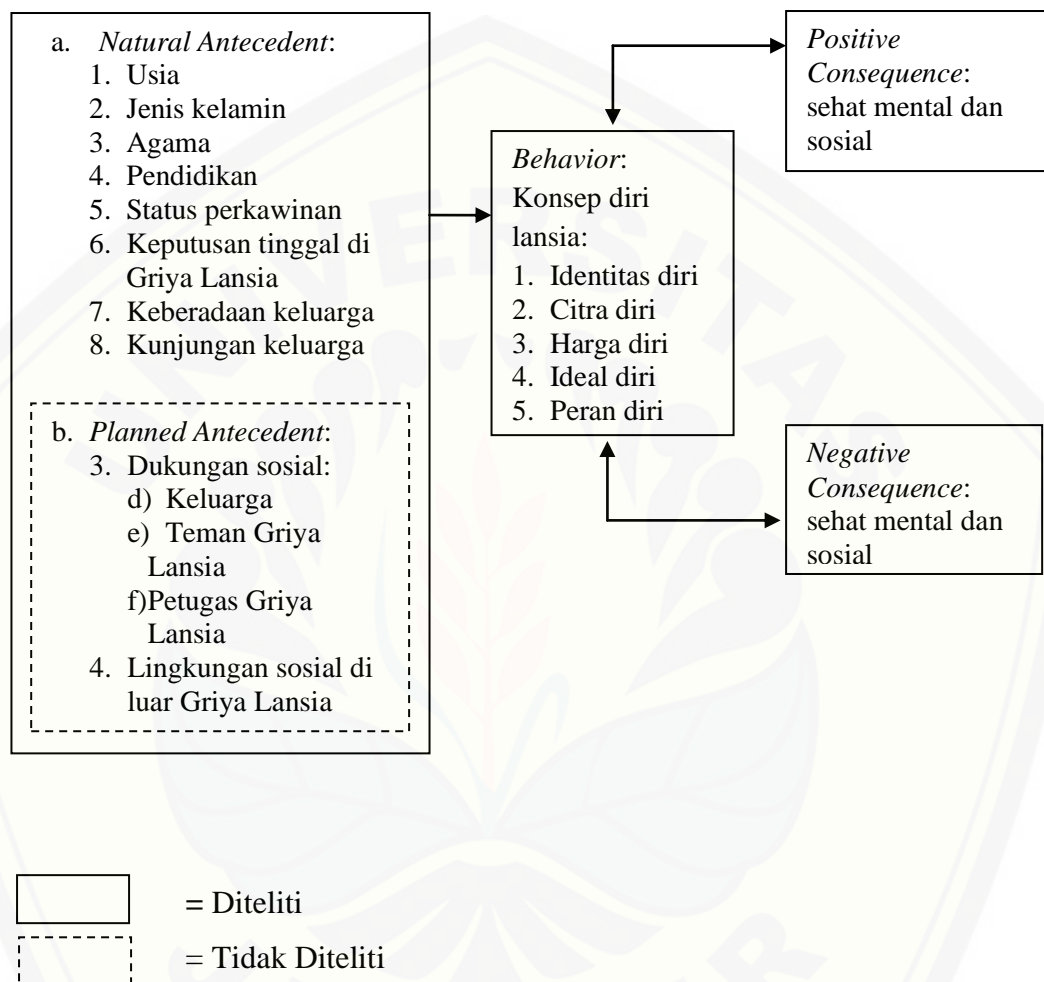 a. Natural Antecedent:
1. Usia
2. Jenis kelamin
3. Agama
4. Pendidikan
5. Status perkawinan
6. Keputusan tinggal di
Griya Lansia
7. Keberadaan keluarga
8. Kunjungan keluarga
b. Planned Antecedent:
3. Dukungan sosial:
d) Keluarga
e) Teman Griya
Lansia
f)Petugas Griya
Lansia
4. Lingkungan sosial di
luar Griya Lansia
Behavior:
Konsep diri
lansia:
1. Identitas diri
2. Citra diri
3. Harga diri
4. Ideal diri
5. Peran diri
Positive
Consequence:
sehat mental dan
sosial
Negative
Consequence:
sehat mental dan
sosial
= Diteliti
= Tidak Diteliti
UNIVERSITAS